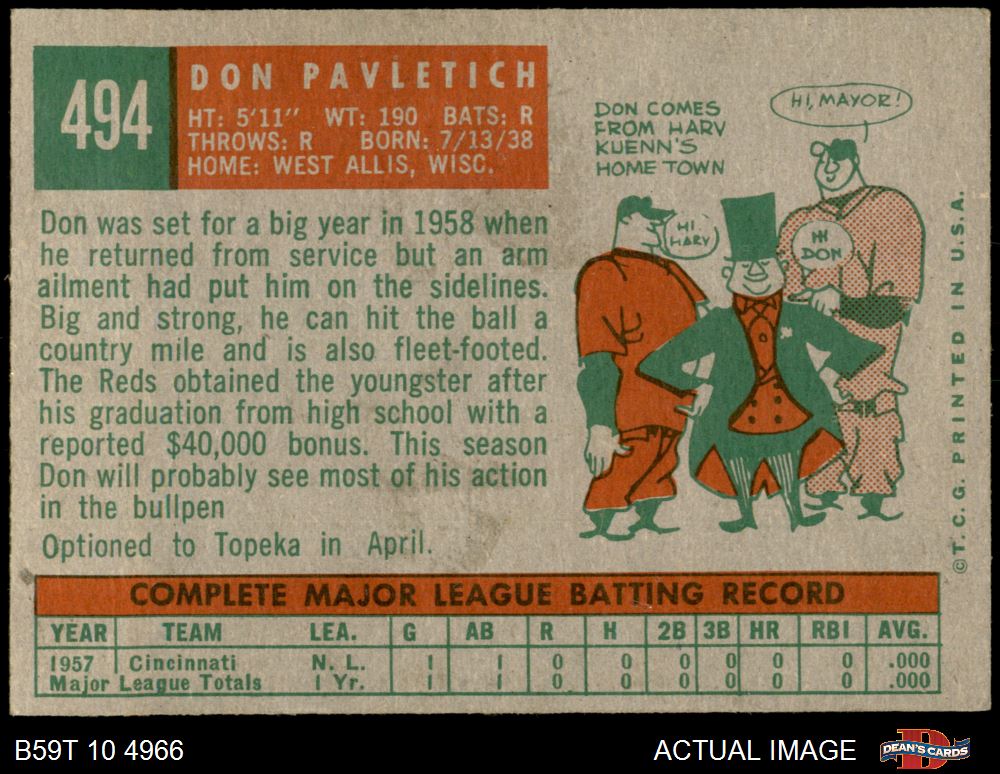 494
DON PAVLETICH
HT: 5'11" WT: 190 BATS: R
THROWS: R BORN: 7/13/38
HOME: WEST ALLIS, WISC.
Don was set for a big year in 1958 when
he returned from service but an arm
ailment had put him on the sidelines.
Big and strong, he can hit the ball a
country mile and is also fleet-footed.
The Reds obtained the youngster after
his graduation from high school with a
reported $40,000 bonus. This season
Don will probably see most of his action
in the bullpen
Optioned to Topeka in April.
DON COMES
FROM HARV
KUENN'S
HOME TOWN
HI, MAYOR!
HI
HARV
HI
DON
©T. C. G. PRINTED IN U.S.A.
COMPLETE MAJOR LEAGUE BATTING RECORD
YEAR TEAM LEA. G AB R H 2B 3B HR RBI AVG.
1957 Cincinnati N. L. 1 1 0 0 0 0 0 0 .000
Major League Totals 1 Yr. 1 1 0 0 0 0 0 0 .000
B59T 10 4966
ACTUAL IMAGE
DEAN'S CARDS